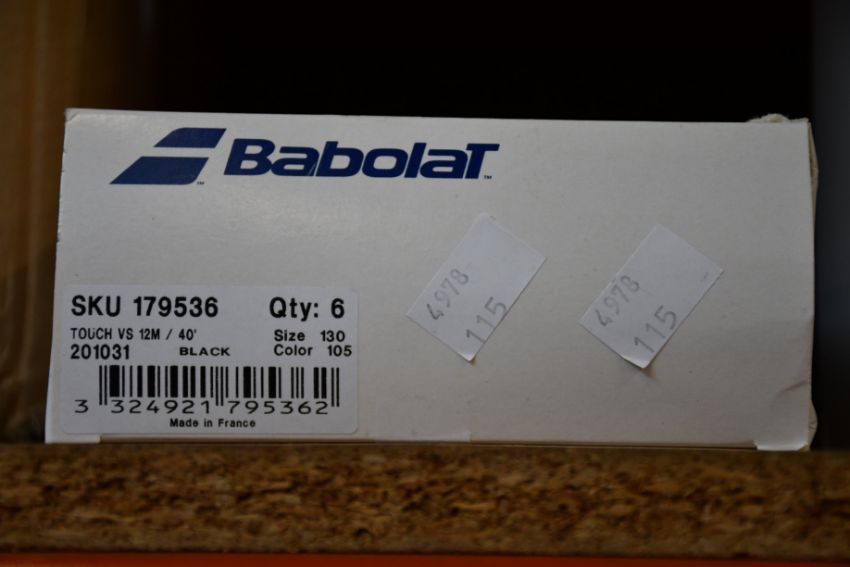 BaboLaT™
SKU 179536 Qty: 6
TOUCH VS 12M / 40' Size 130
201031 BLACK Color 105
3 324921 795362
Made in France
4978
115
4978
115